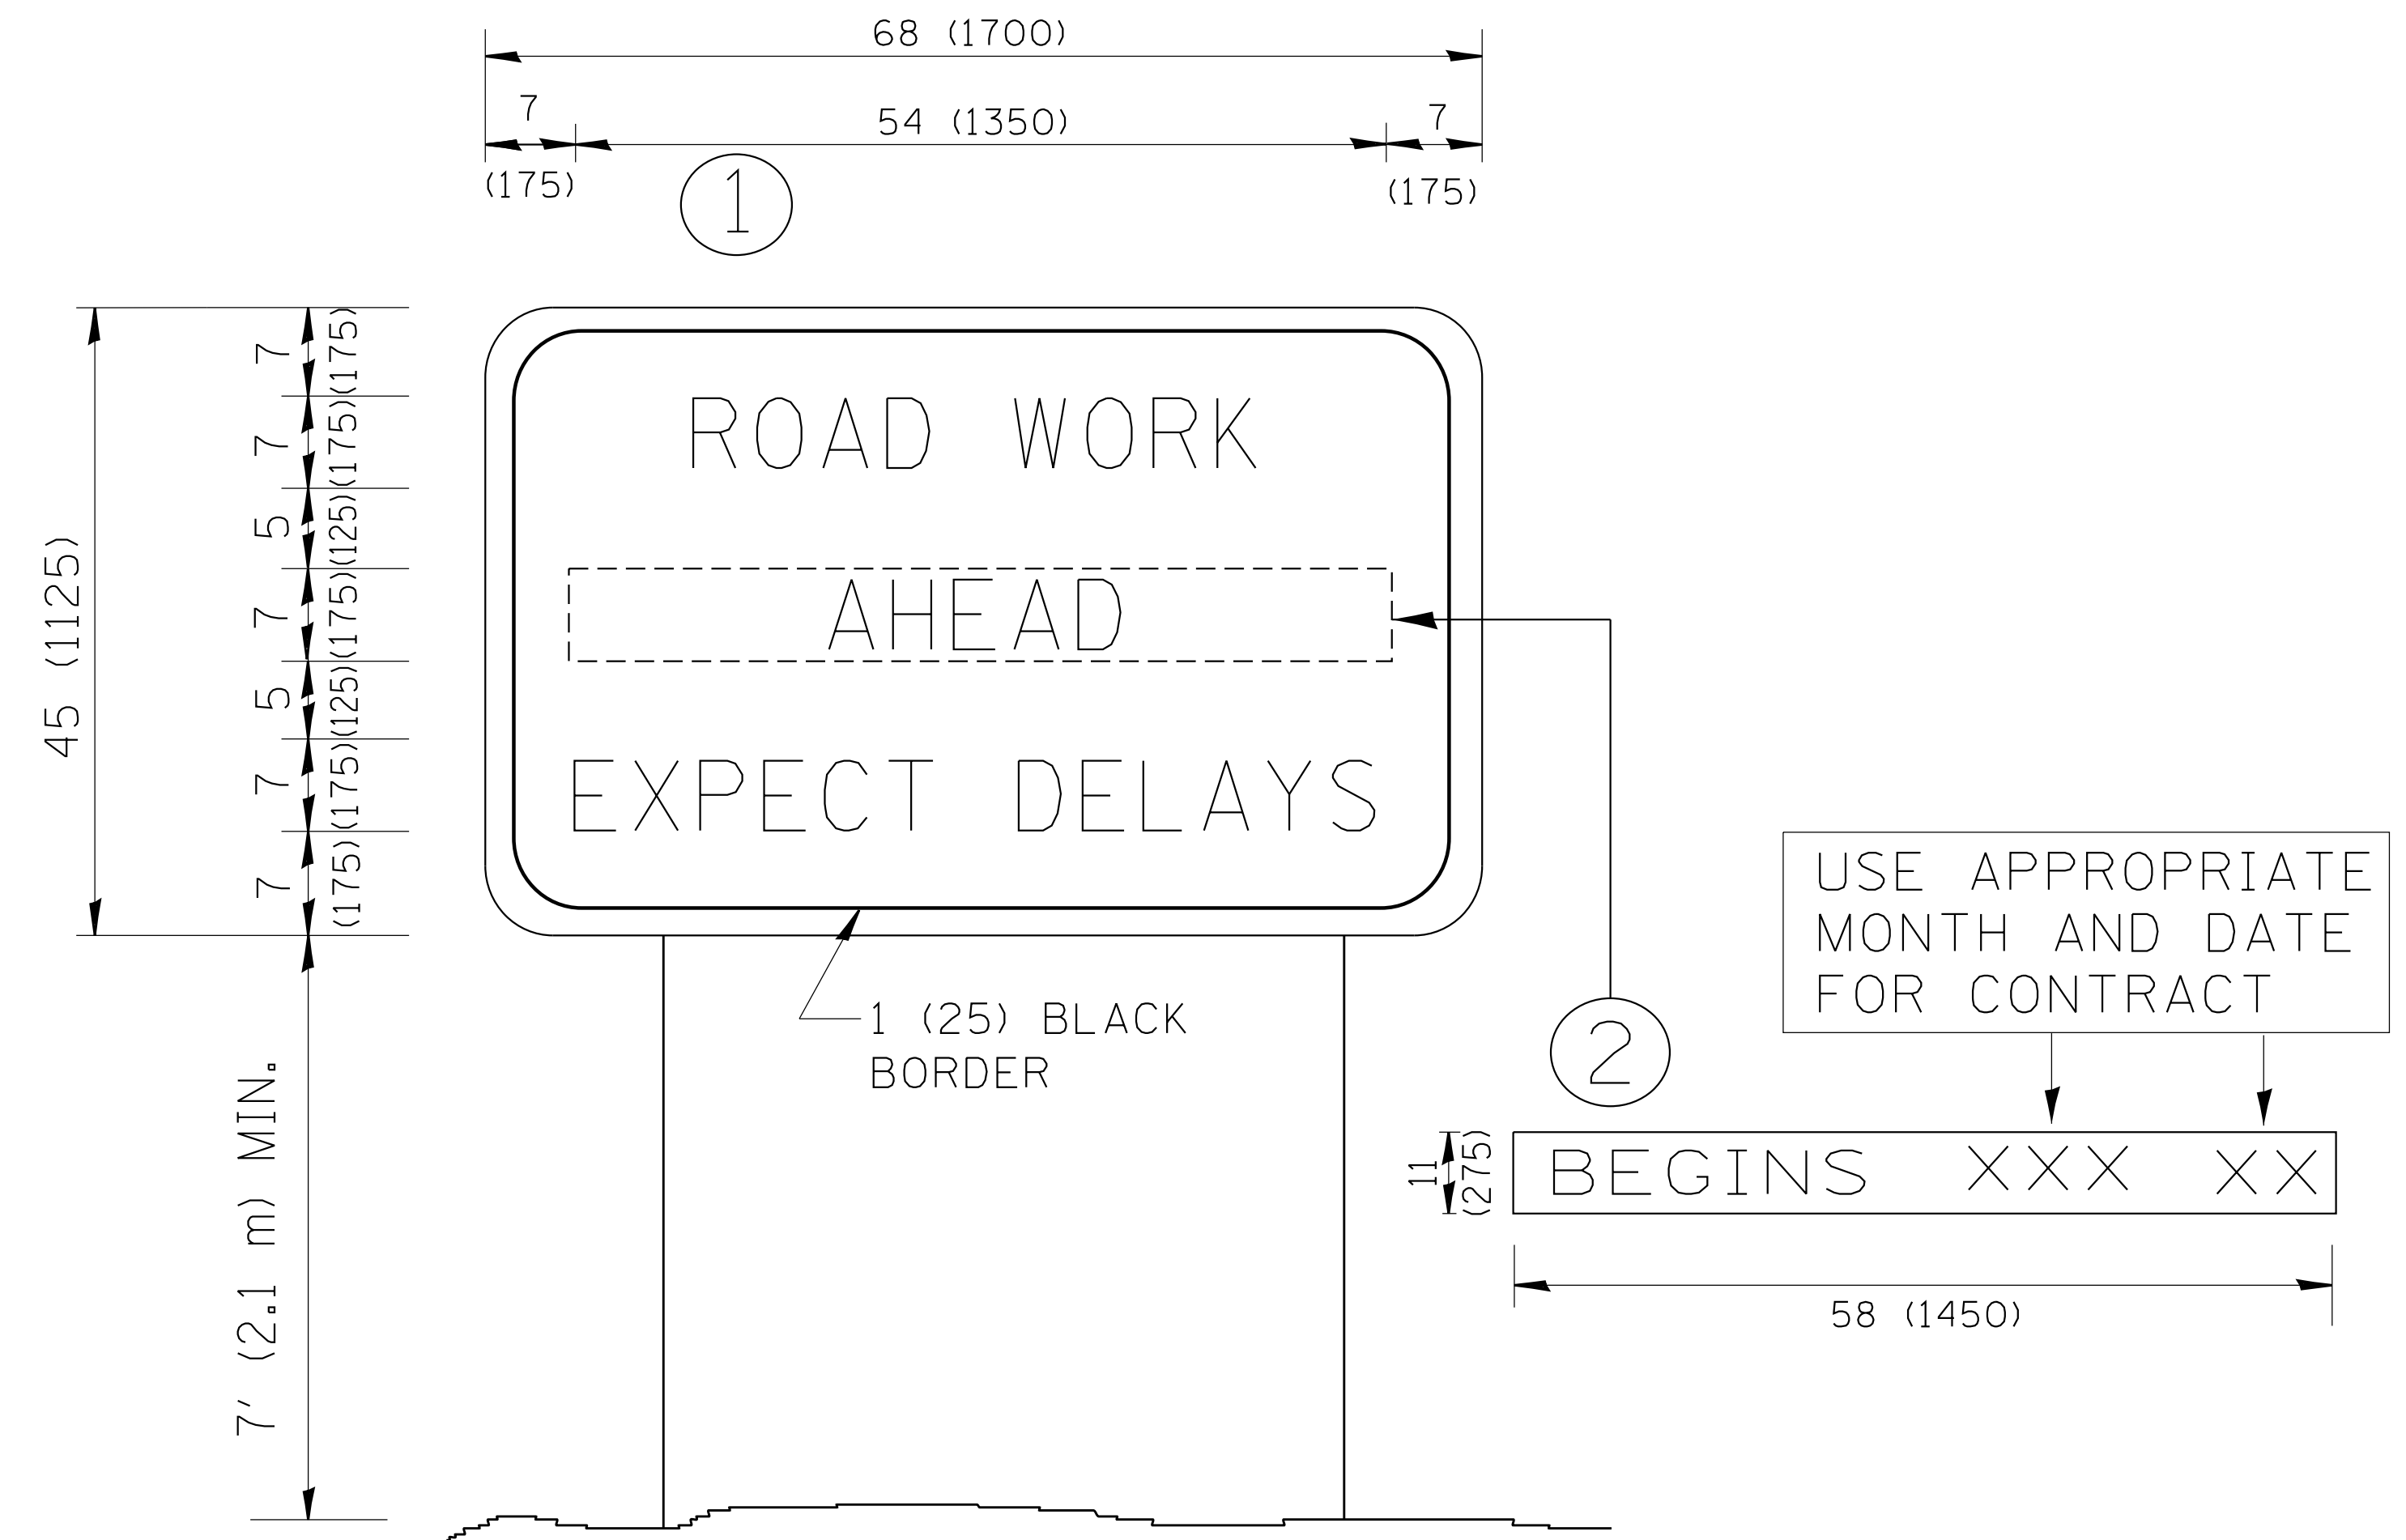 68 (1700)
7
54 (1350)
7
(175)
(175)
1
45 (1125)
7
(175)
7
(175)
5
(125)
7
(175)
5
(125)
7
(175)
7
(175)
7' (2.1 m) MIN.
ROAD WORK
AHEAD
EXPECT DELAYS
1 (25) BLACK
BORDER
2
USE APPROPRIATE
MONTH AND DATE
FOR CONTRACT
11
(275)
BEGINS XXX XX
58 (1450)